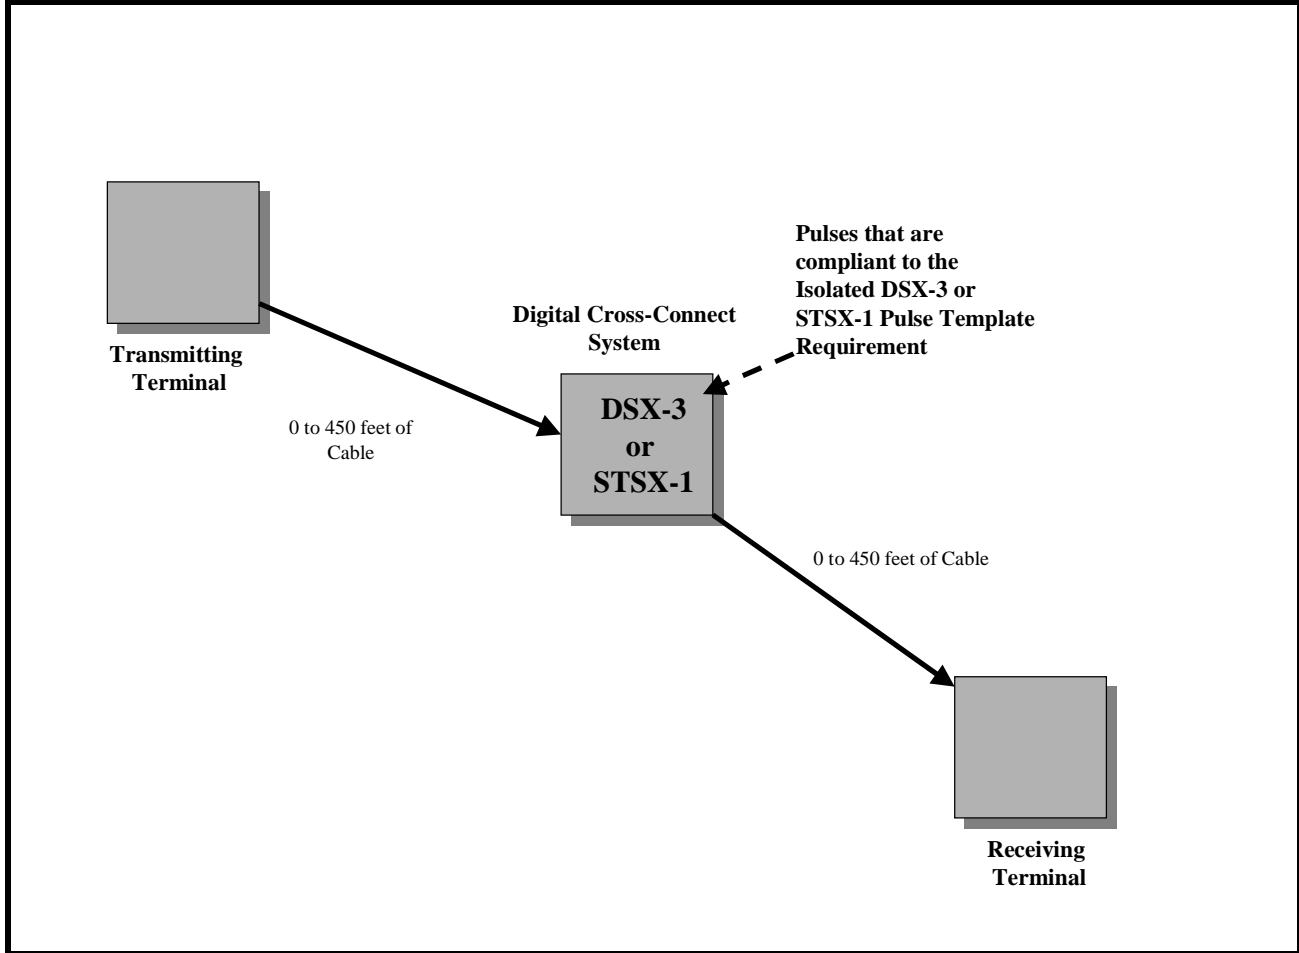 Pulses that are
compliant to the
Isolated DSX-3 or
STSX-1 Pulse Template
Requirement
Digital Cross-Connect
System
Transmitting
Terminal
DSX-3
or
STSX-1
0 to 450 feet of
Cable
0 to 450 feet of Cable
Receiving
Terminal